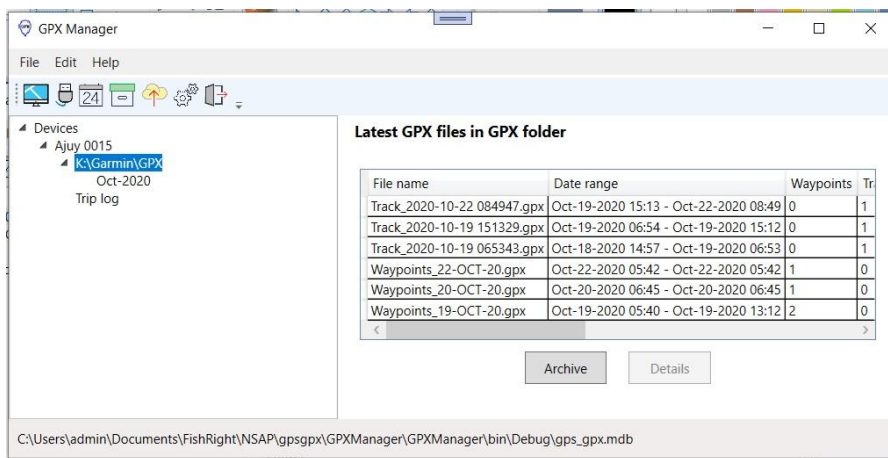 GPX Manager
File Edit Help
24
Devices
Ajuy 0015
K:\Garmin\GPX
Oct-2020
Trip log
Latest GPX files in GPX folder
File name Date range Waypoints Tr
Track_2020-10-22 084947.gpx Oct-19-2020 15:13 - Oct-22-2020 08:49 0 1
Track_2020-10-19 151329.gpx Oct-19-2020 06:54 - Oct-19-2020 15:12 0 1
Track_2020-10-19 065343.gpx Oct-18-2020 14:57 - Oct-19-2020 06:53 0 1
Waypoints_22-OCT-20.gpx Oct-22-2020 05:42 - Oct-22-2020 05:42 1 0
Waypoints_20-OCT-20.gpx Oct-20-2020 06:45 - Oct-20-2020 06:45 1 0
Waypoints_19-OCT-20.gpx Oct-19-2020 05:40 - Oct-19-2020 13:12 2 0
Archive Details
C:\Users\admin\Documents\FishRight\NSAP\gpsgpx\GPXManager\GPXManager\bin\Debug\gps_gpx.mdb